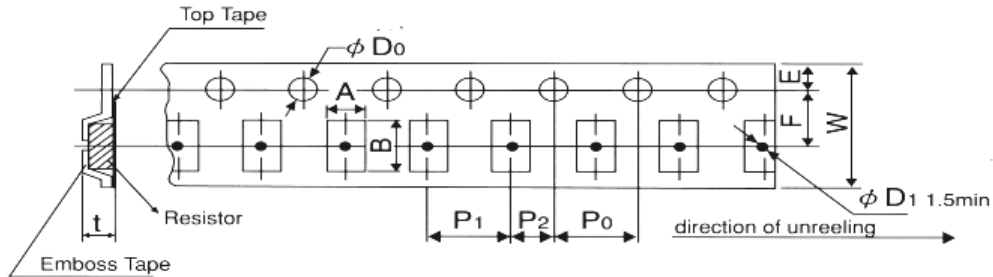 Top Tape
ϕ D0
A
B
E
F
W
t
Resistor
P1
P2
P0
ϕ D1 1.5min
direction of unreeling
Emboss Tape